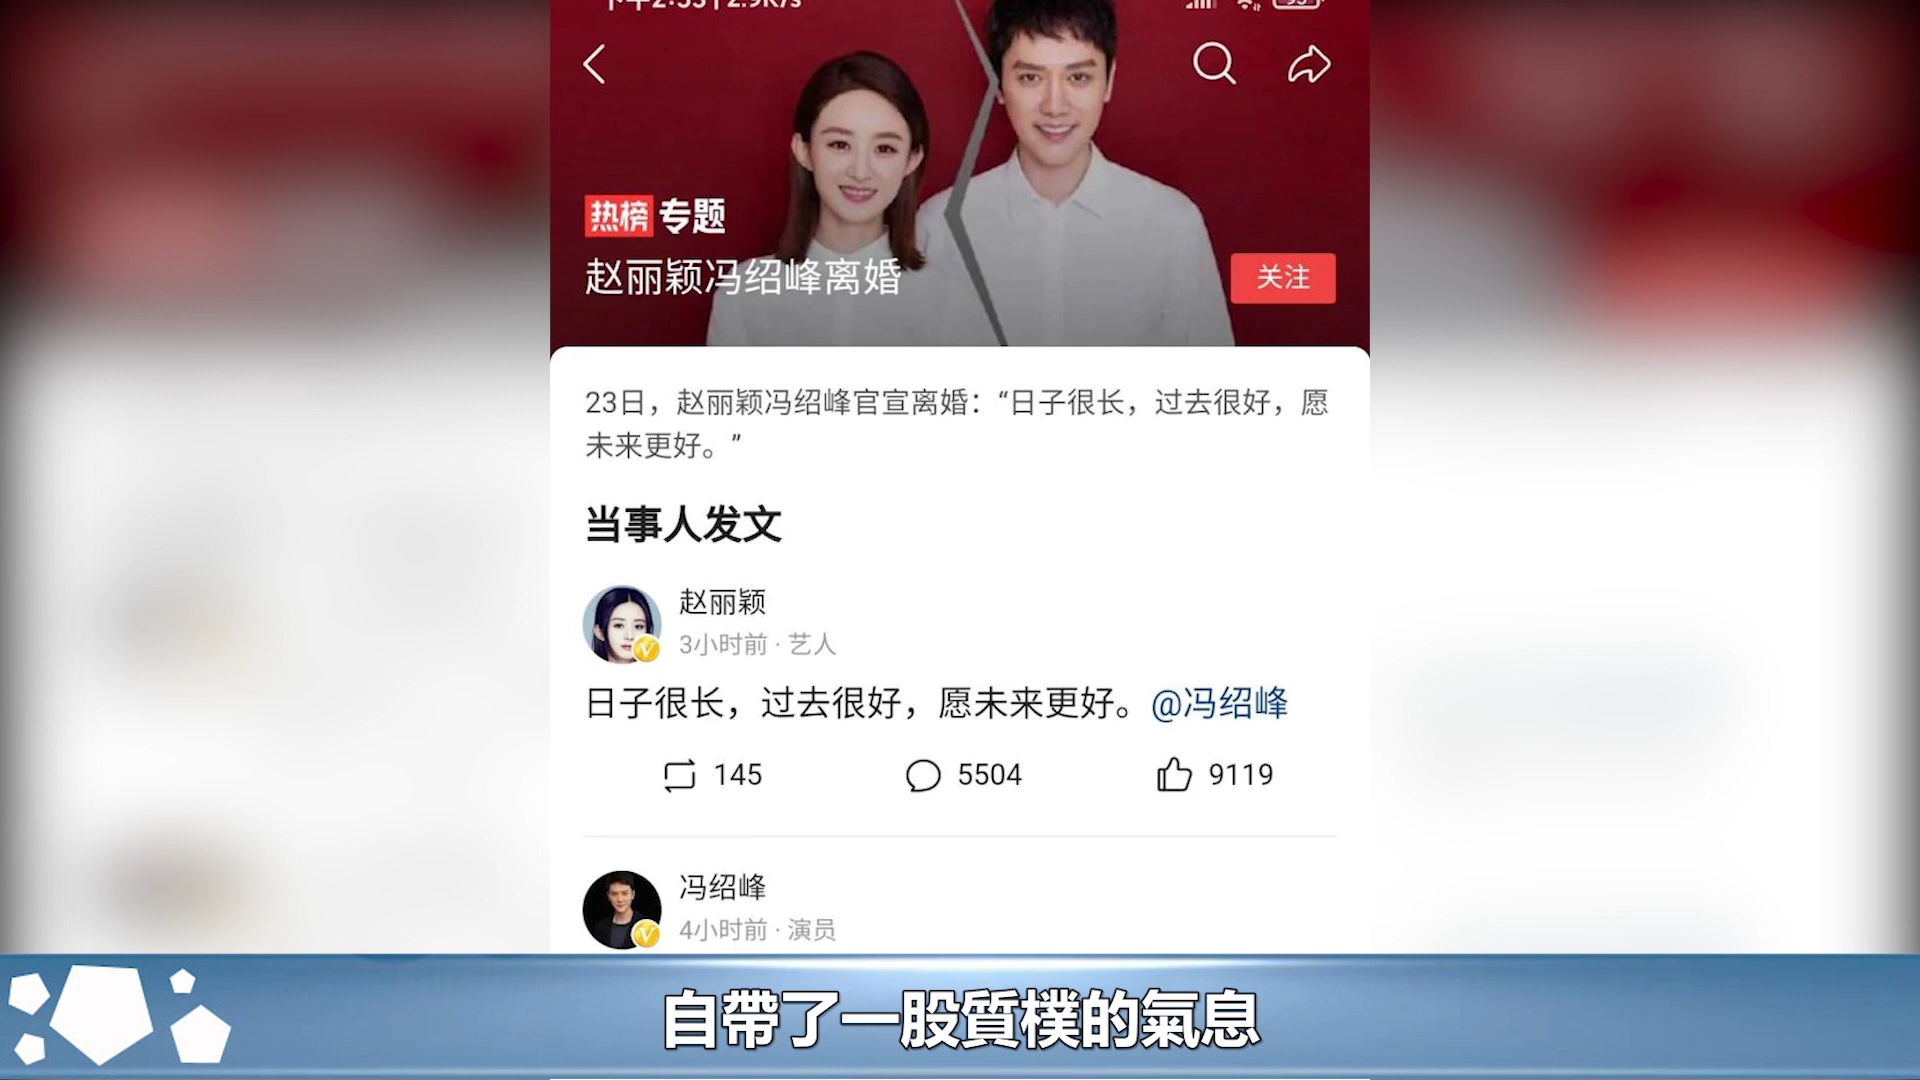 热榜 专题
赵丽颖冯绍峰离婚
关注
23日，赵丽颖冯绍峰官宣离婚：“日子很长，过去很好，愿
未来更好。”
当事人发文
赵丽颖
3小时前 · 艺人
日子很长，过去很好，愿未来更好。@冯绍峰
145 5504 9119
冯绍峰
4小时前 · 演员
自帶了一股質樸的氣息